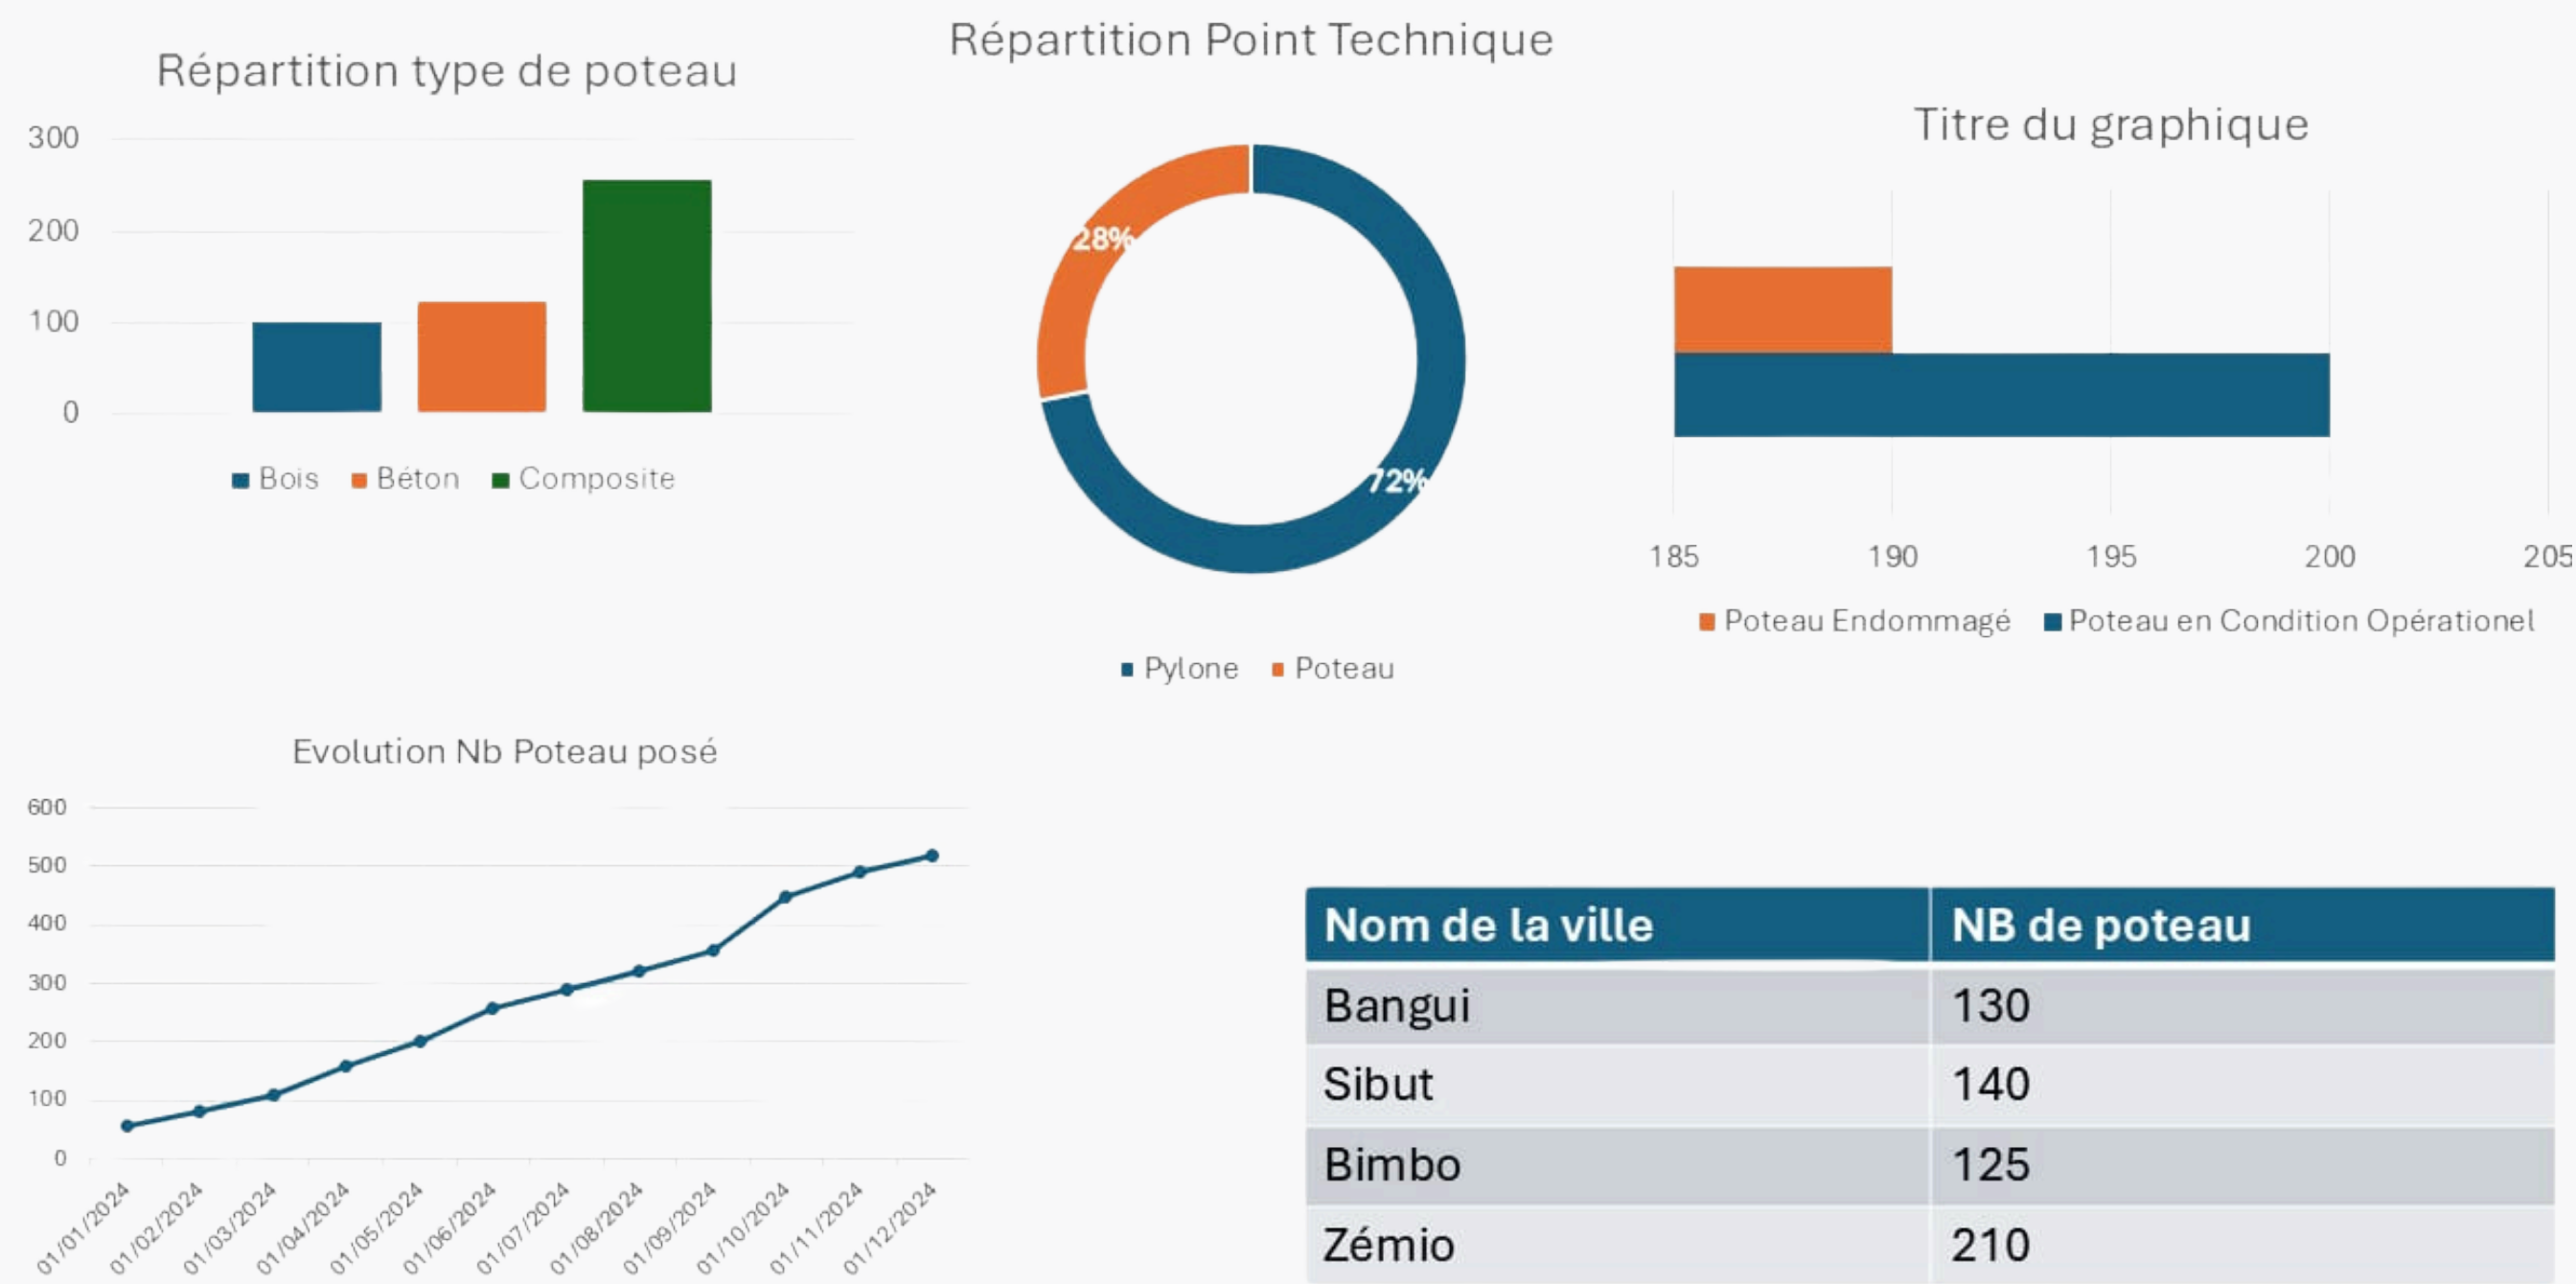 Répartition type de poteau
300
200
100
0
Bois Béton Composite
Répartition Point Technique
28%
72%
Pylone Poteau
Titre du graphique
185 190 195 200 205
Poteau Endommagé Poteau en Condition Opérationel
Evolution Nb Poteau posé
600
500
400
300
200
100
0
01/01/2024 01/02/2024 01/03/2024 01/04/2024 01/05/2024 01/06/2024 01/07/2024 01/08/2024 01/09/2024 01/10/2024 01/11/2024 01/12/2024
Nom de la ville NB de poteau
Bangui 130
Sibut 140
Bimbo 125
Zémio 210